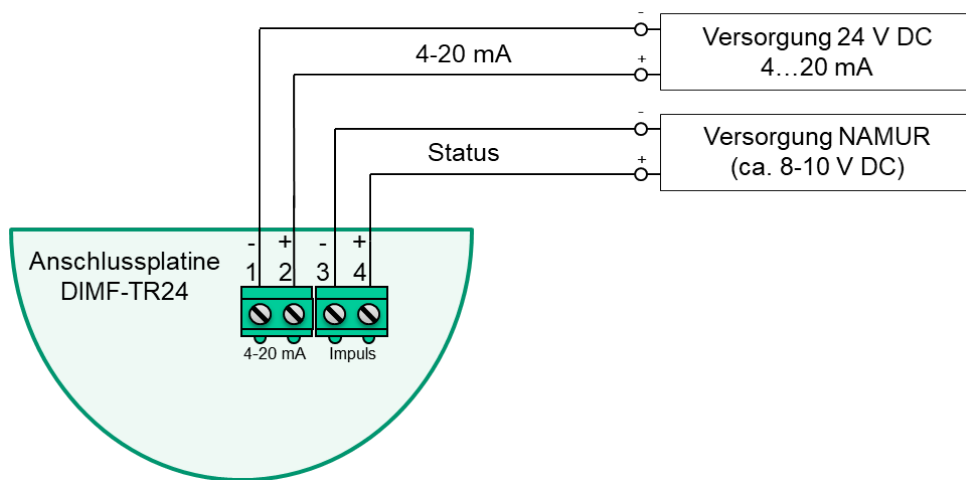 -
Versorgung 24 V DC
4-20 mA
+
4…20 mA
-
Versorgung NAMUR
Status
+
(ca. 8-10 V DC)
Anschlussplatine
DIMF-TR24
- + - +
1 2 3 4
4-20 mA Impuls